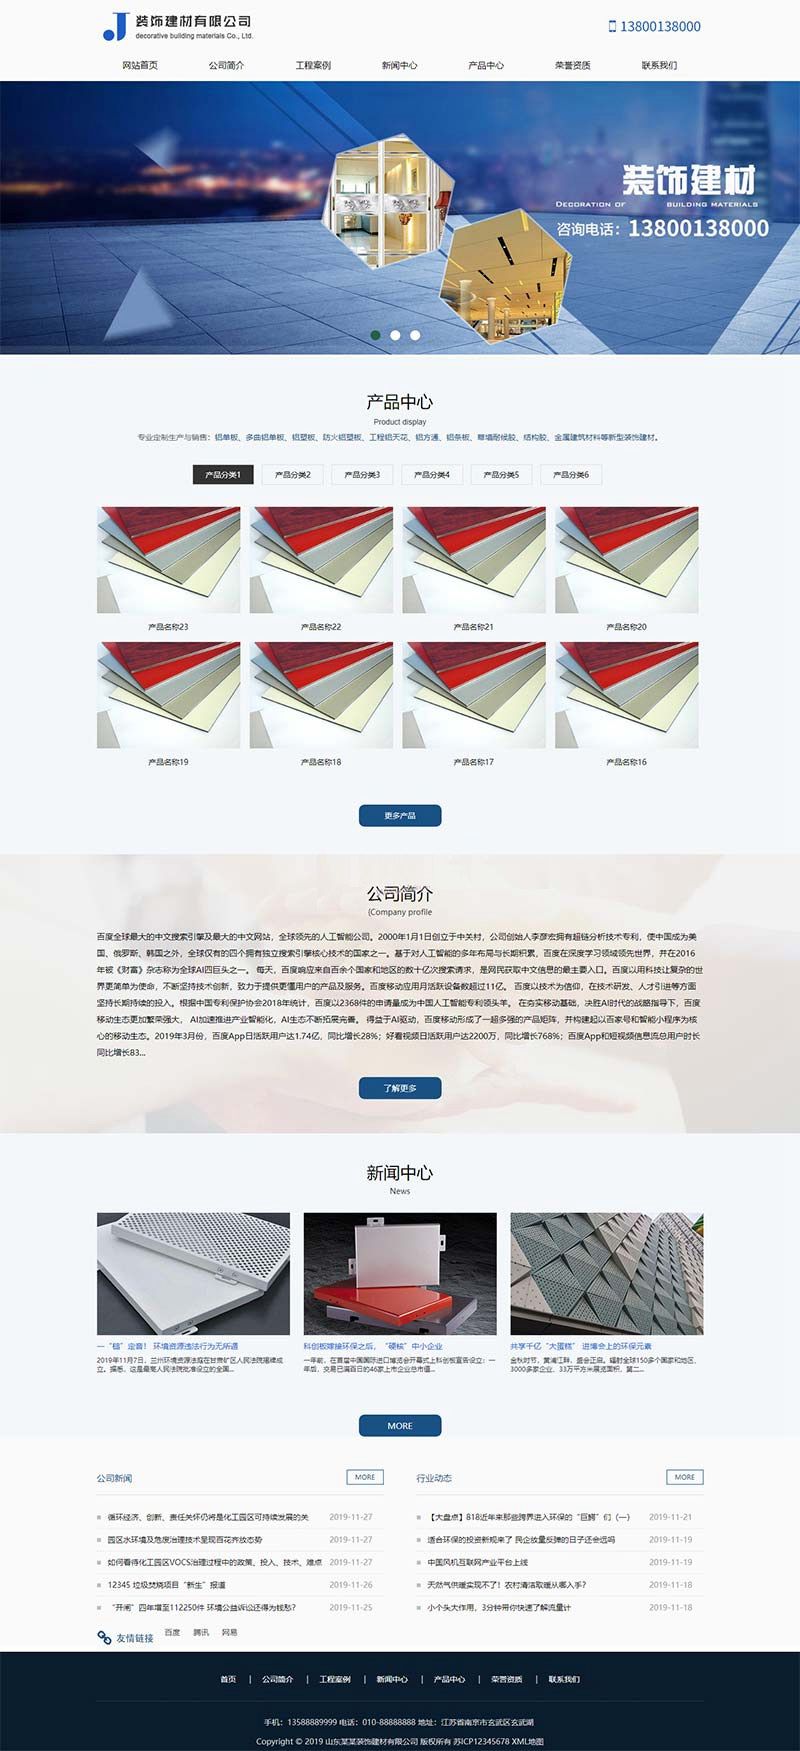 装饰建材有限公司
decorative building materials Co., Ltd.
13800138000
网站首页 公司简介 工程案例 新闻中心 产品中心 荣誉资质 联系我们
装饰建材
DECORATION OF BUILDING MATERIALS
咨询电话：13800138000
产品中心
Product display
专业定制生产与销售：铝单板、多曲铝单板、铝塑板、防火铝塑板、工程铝天花、铝方通、铝条板、幕墙耐候胶、结构胶、金属建筑材料等新型装饰建材。
产品分类1 产品分类2 产品分类3 产品分类4 产品分类5 产品分类6
产品名称23 产品名称22 产品名称21 产品名称20
产品名称19 产品名称18 产品名称17 产品名称16
更多产品
公司简介
(Company profile
百度全球最大的中文搜索引擎及最大的中文网站，全球领先的人工智能公司。2000年1月1日创立于中关村，公司创始人李彦宏拥有超链分析技术专利，使中国成为美
国、俄罗斯、韩国之外，全球仅有的四个拥有独立搜索引擎核心技术的国家之一。基于对人工智能的多年布局与长期积累，百度在深度学习领域领先世界，并在2016
年被《财富》杂志称为全球AI四巨头之一。 每天，百度响应来自百余个国家和地区的数十亿次搜索请求，是网民获取中文信息的最主要入口。百度以用科技让复杂的世
界更简单为使命，不断坚持技术创新，致力于提供更懂用户的产品及服务。百度移动应用月活跃设备数超过11亿。 百度以技术为信仰，在技术研发、人才引进等方面
坚持长期持续的投入。根据中国专利保护协会2018年统计，百度以2368件的申请量成为中国人工智能专利领头羊。 在夯实移动基础，决胜AI时代的战略指导下，百度
移动生态更加繁荣强大， AI加速推进产业智能化，AI生态不断拓展完善。 得益于AI驱动，百度移动形成了一超多强的产品矩阵，并构建起以百家号和智能小程序为核
心的移动生态。2019年3月份，百度App日活跃用户达1.74亿，同比增长28%；好看视频日活跃用户达2200万，同比增长768%；百度App和短视频信息流总用户时长
同比增长83...
了解更多
新闻中心
News
一“槌”定音！ 环境资源违法行为无所遁
2019年11月7日，兰州环境资源法庭在甘肃矿区人民法院落牌成
立。据悉，这是最高人民法院批准设立的全国...
科创板嫁接环保之后，“硬核”中小企业
一年前，在首届中国国际进口博览会开幕式上科创板宣告设立；一
年后，交易已满百日的46家上市企业总市值...
共享千亿“大蛋糕” 进博会上的环保元素
金秋时节，黄浦江畔，盛会正启。辐射全球150多个国家和地区、
3000多家企业、33万平方米展览面积、第二...
MORE
公司新闻 MORE
循环经济、创新、责任关怀仍将是化工园区可持续发展的关 2019-11-27
园区水环境及危废治理技术呈现百花齐放态势 2019-11-27
如何看待化工园区VOCS治理过程中的政策、投入、技术、难点 2019-11-27
12345 垃圾焚烧项目“新生”报道 2019-11-26
“开闸”四年增至112250件 环境公益诉讼还得为钱愁？ 2019-11-25
行业动态 MORE
【大盘点】818近年来那些跨界进入环保的“巨鳄”们（一） 2019-11-21
适合环保的投资新规来了 民企放量反弹的日子还会远吗 2019-11-19
中国风机互联网产业平台上线 2019-11-19
天然气供暖实现不了！农村清洁取暖从哪入手？ 2019-11-18
小个头大作用，3分钟带你快速了解流量计 2019-11-18
友情链接 百度 腾讯 网易
首页 | 公司简介 | 工程案例 | 新闻中心 | 产品中心 | 荣誉资质 | 联系我们
手机：13588889999 电话：010-88888888 地址：江苏省南京市玄武区玄武湖
Copyright © 2019 山东某某装饰建材有限公司 版权所有 苏ICP12345678 XML地图